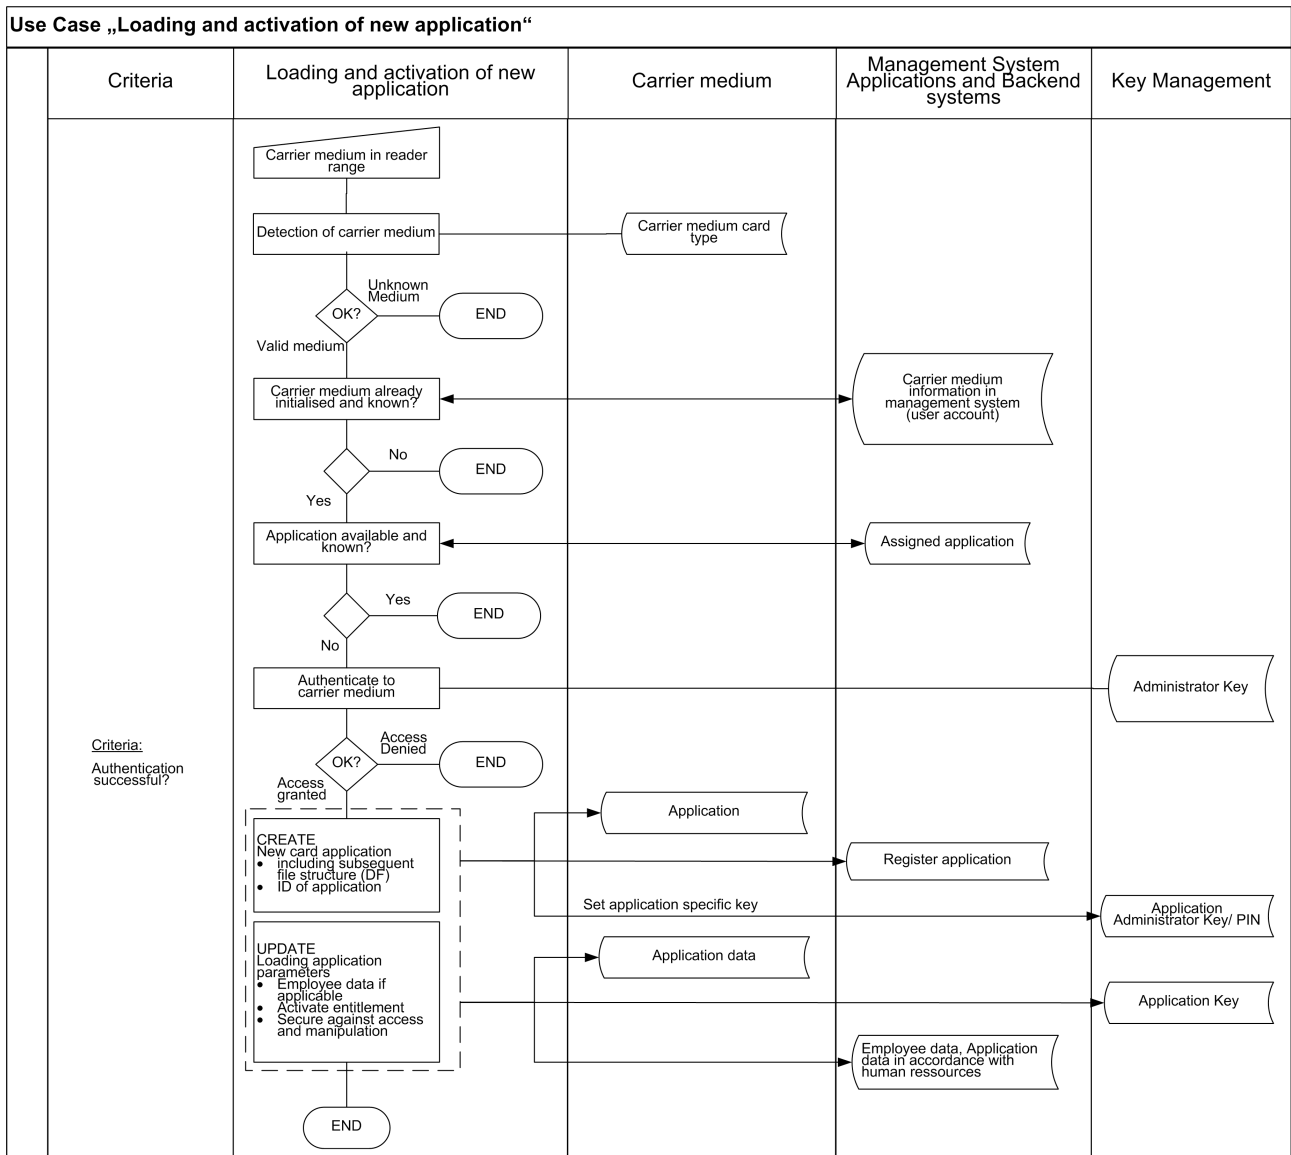 Use Case „Loading and activation of new application“
Criteria
Loading and activation of new
application
Carrier medium
Management System
Applications and Backend
systems
Key Management
Carrier medium in reader
range
Detection of carrier medium
Carrier medium card
type
Unknown
Medium
OK?
END
Valid medium
Carrier medium already
initialised and known?
Carrier medium
information in
management system
(user account)
No
END
Yes
Application available and
known?
Assigned application
Yes
END
No
Authenticate to
carrier medium
Administrator Key
Criteria:
Authentication
successful?
Access
Denied
OK?
END
Access
granted
CREATE
New card application
• including subsequent
file structure (DF)
• ID of application
Application
Register application
Set application specific key
Application
Administrator Key/ PIN
UPDATE
Loading application
parameters
• Employee data if
applicable
• Activate entitlement
• Secure against access
and manipulation
Application data
Application Key
Employee data, Application
data in accordance with
human ressources
END